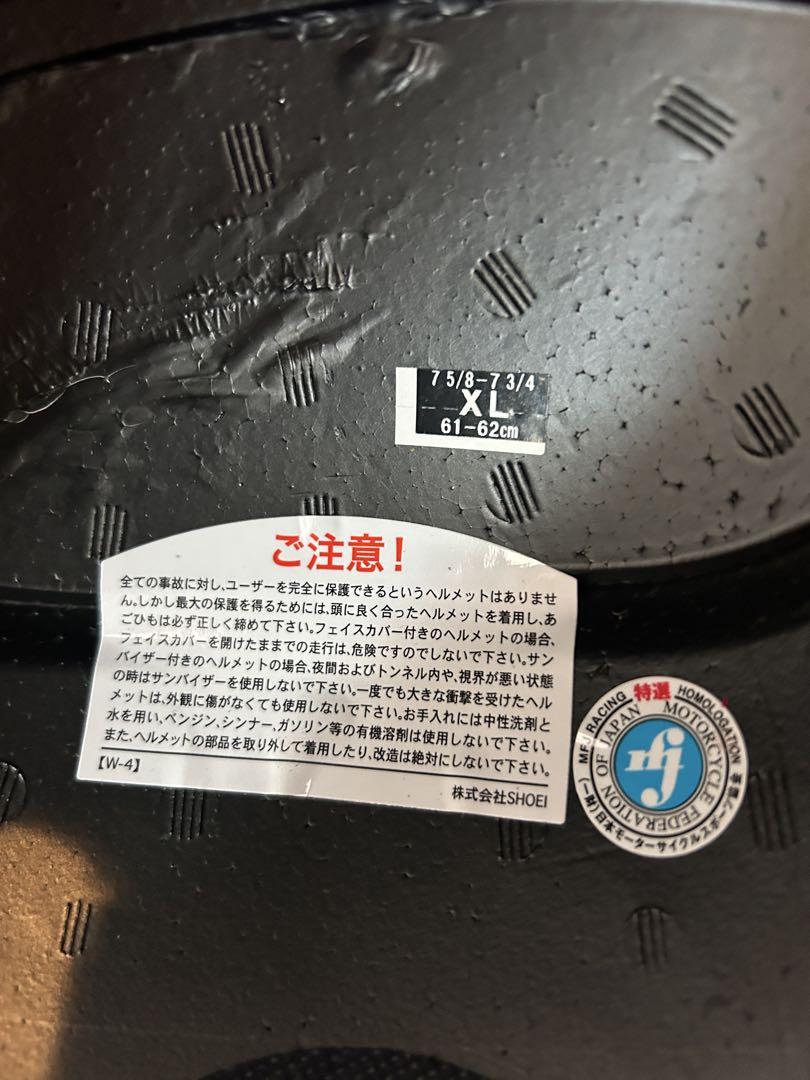 7 5/8-7 3/4
XL
61-62cm
ご注意!
全ての事故に対し、ユーザーを完全に保護できるというヘルメットはありませ
ん。しかし最大の保護を得るためには、頭に良く合ったヘルメットを着用し、あ
ごひもは必ず正しく締めて下さい。フェイスカバー付きのヘルメットの場合、
フェイスカバーを開けたままでの走行は、危険ですのでしないで下さい。サン
バイザー付きのヘルメットの場合、夜間およびトンネル内や、視界が悪い状態
の時はサンバイザーを使用しないで下さい。一度でも大きな衝撃を受けたヘル
メットは、外観に傷がなくても使用しないで下さい。お手入れには中性洗剤と
水を用い、ベンジン、シンナー、ガソリン等の有機溶剤は使用しないで下さい。
また、ヘルメットの部品を取り外して着用したり、改造は絶対にしないで下さい。
【W-4】
株式会社SHOEI
MFJ RACING 特選 HOMOLOGATION
MOTORCYCLE FEDERATION OF JAPAN
(一財)日本モーターサイクルスポーツ協会